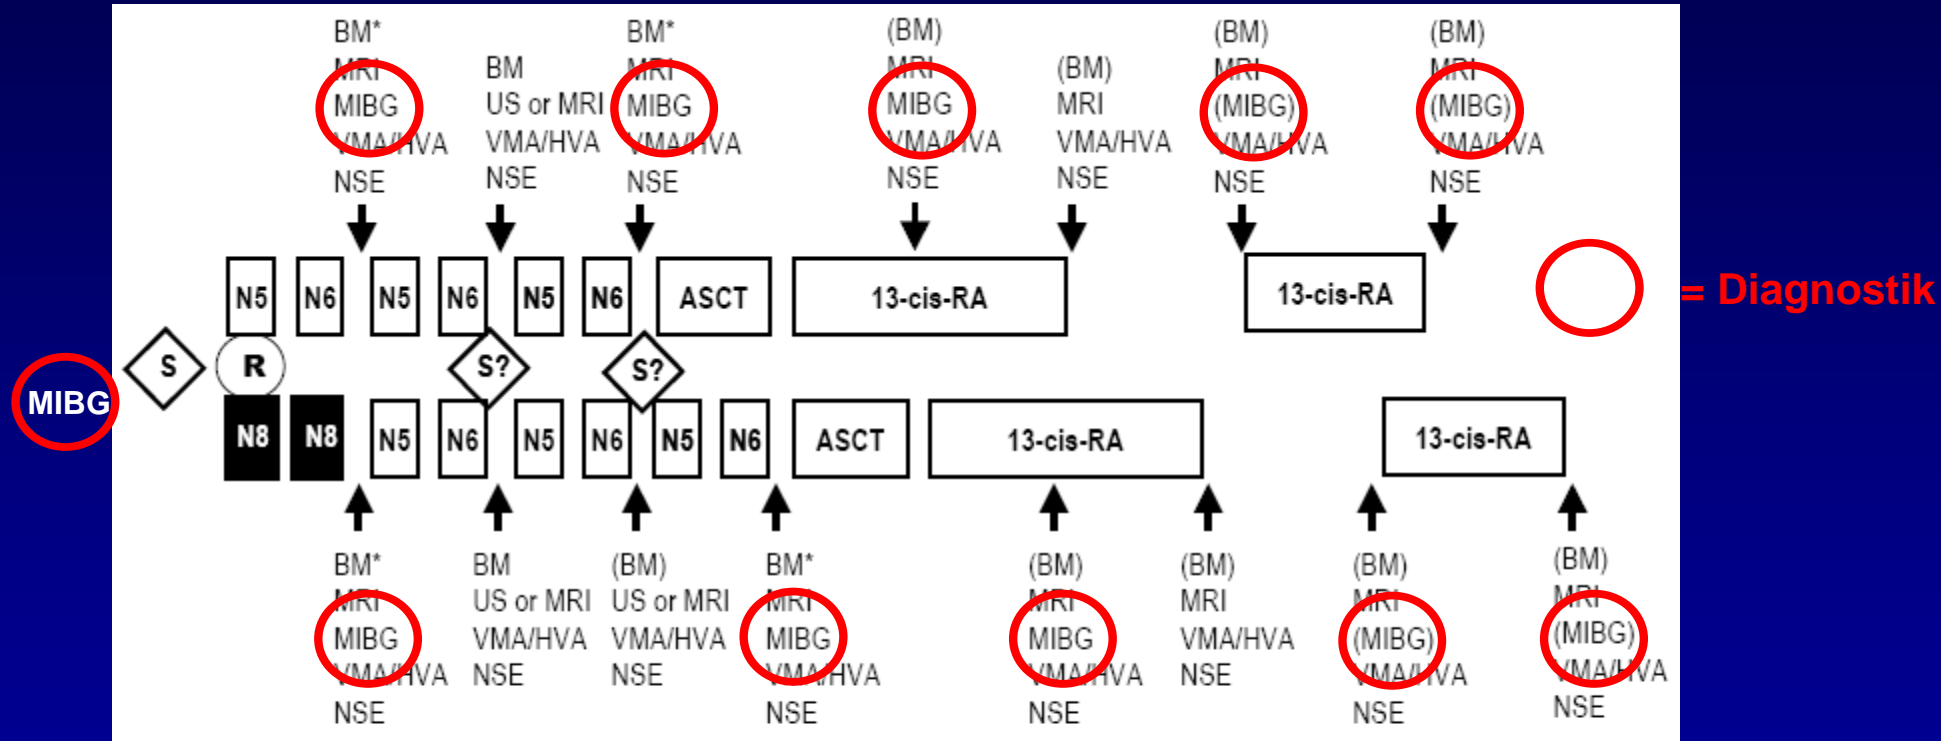 BM*
MRI
MIBG
VMA/HVA
NSE
BM
US or MRI
VMA/HVA
NSE
BM*
MRI
MIBG
VMA/HVA
NSE
(BM)
MRI
MIBG
VMA/HVA
NSE
(BM)
MRI
VMA/HVA
NSE
(BM)
MRI
(MIBG)
VMA/HVA
NSE
(BM)
MRI
(MIBG)
VMA/HVA
NSE
N5 N6 N5 N6 N5 N6 ASCT 13-cis-RA 13-cis-RA
= Diagnostik
MIBG
S R S? S?
N8 N8 N5 N6 N5 N6 N5 N6 ASCT 13-cis-RA 13-cis-RA
BM*
MRI
MIBG
VMA/HVA
NSE
BM
US or MRI
VMA/HVA
NSE
(BM)
US or MRI
VMA/HVA
NSE
BM*
MRI
MIBG
VMA/HVA
NSE
(BM)
MRI
MIBG
VMA/HVA
NSE
(BM)
MRI
VMA/HVA
NSE
(BM)
MRI
(MIBG)
VMA/HVA
NSE
(BM)
MRI
(MIBG)
VMA/HVA
NSE